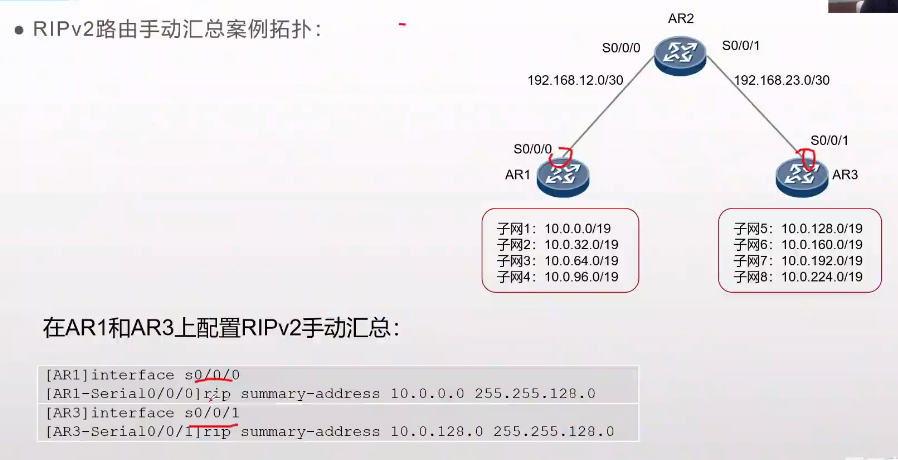 ● RIPv2路由手动汇总案例拓扑：
AR2
S0/0/0
S0/0/1
192.168.12.0/30
192.168.23.0/30
S0/0/0
S0/0/1
AR1
AR3
子网1：10.0.0.0/19
子网2：10.0.32.0/19
子网3：10.0.64.0/19
子网4：10.0.96.0/19
子网5：10.0.128.0/19
子网6：10.0.160.0/19
子网7：10.0.192.0/19
子网8：10.0.224.0/19
在AR1和AR3上配置RIPv2手动汇总：
[AR1]interface s0/0/0
[AR1-Serial0/0/0]rip summary-address 10.0.0.0 255.255.128.0
[AR3]interface s0/0/1
[AR3-Serial0/0/1]rip summary-address 10.0.128.0 255.255.128.0